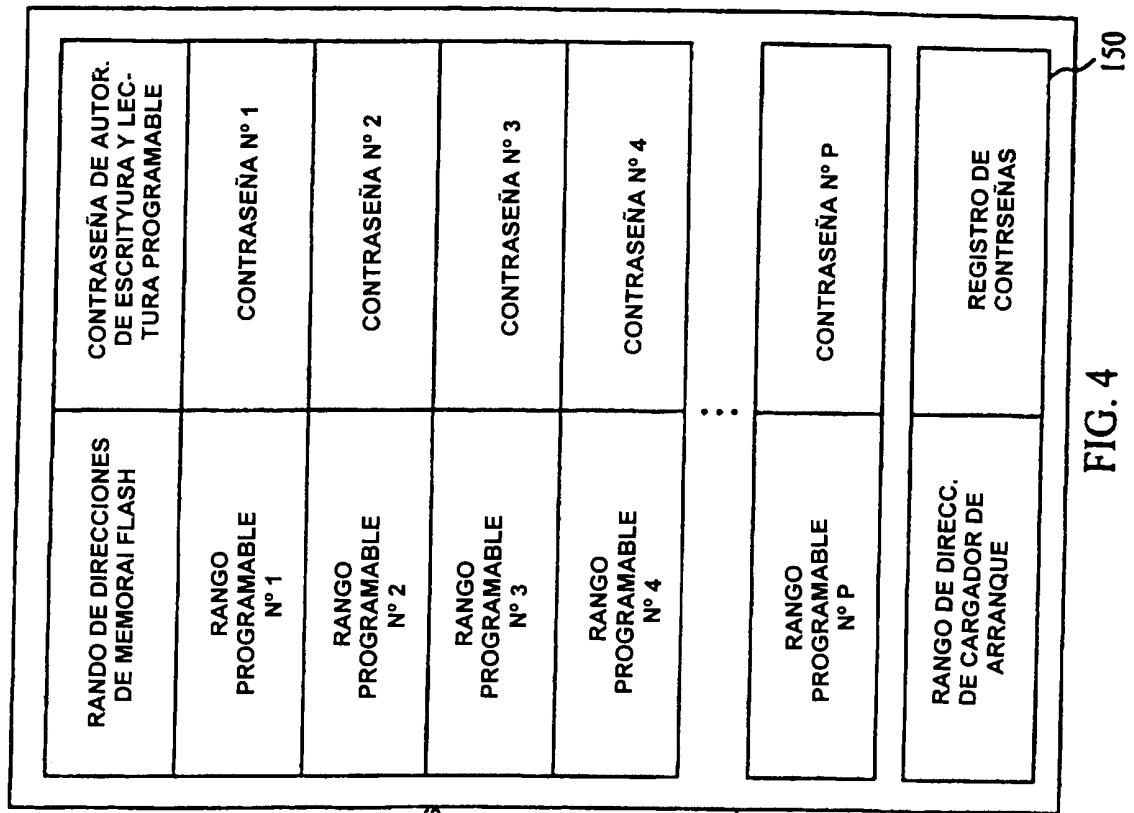 RANDO DE DIRECCIONES
DE MEMORAI FLASH
CONTRASEÑA DE AUTOR.
DE ESCRITYURA Y LEC-
TURA PROGRAMABLE
RANGO
PROGRAMABLE
Nº 1
CONTRASEÑA Nº 1
RANGO
PROGRAMABLE
Nº 2
CONTRASEÑA Nº 2
RANGO
PROGRAMABLE
Nº 3
CONTRASEÑA Nº 3
RANGO
PROGRAMABLE
Nº 4
CONTRASEÑA Nº 4
...
RANGO
PROGRAMABLE
Nº P
CONTRASEÑA Nº P
RANGO DE DIRECC.
DE CARGADOR DE
ARRANQUE
REGISTRO DE
CONTRSEÑAS
150
FIG. 4